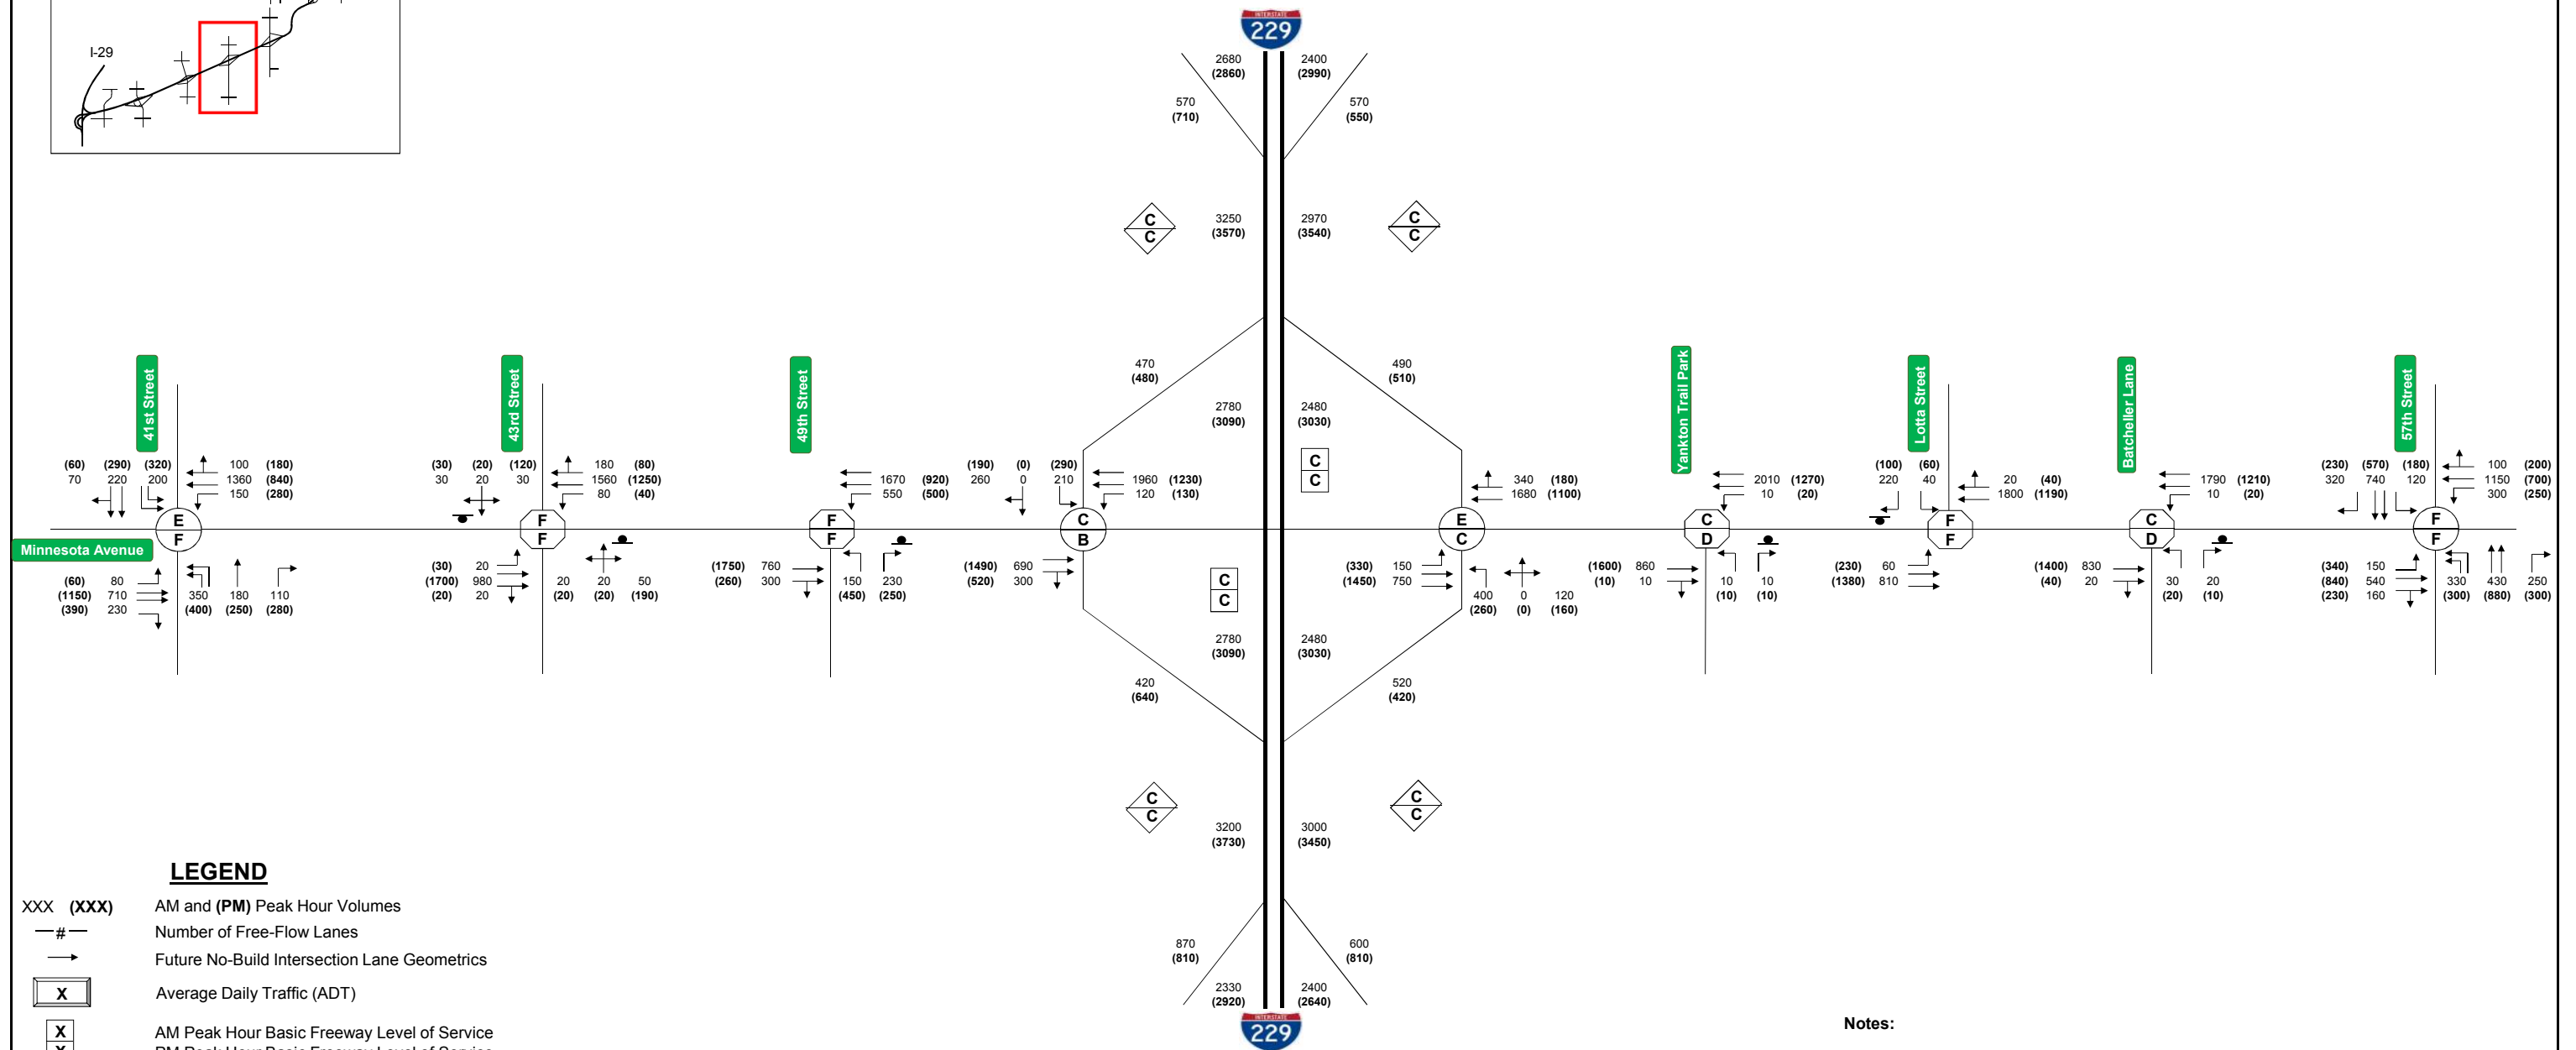 I-29
INTERSTATE
229
2680 2400
(2860) (2990)
570 570
(710) (550)
C C
C C
3250 2970
(3570) (3540)
470 490
(480) (510)
2780 2480
(3090) (3030)
C
C
41st Street
43rd Street
49th Street
Yankton Trail Park
Lotta Street
Batcheller Lane
57th Street
(60) (290) (320) 100 (180)
70 220 200 1360 (840)
150 (280)
E
F
(30) (20) (120) 180 (80)
30 20 30 1560 (1250)
80 (40)
F
F
1670 (920)
550 (500)
F
F
(190) (0) (290)
260 0 210 1960 (1230)
120 (130)
C
B
340 (180)
1680 (1100)
E
C
2010 (1270)
10 (20)
C
D
(100) (60)
220 40 20 (40)
1800 (1190)
F
F
1790 (1210)
10 (20)
C
D
(230) (570) (180) 100 (200)
320 740 120 1150 (700)
300 (250)
F
F
Minnesota Avenue
(60) 80
(1150) 710 350 180 110
(390) 230 (400) (250) (280)
(30) 20
(1700) 980 20 20 50
(20) 20 (20) (20) (190)
(1750) 760
(260) 300 150 230
(450) (250)
(1490) 690
(520) 300
C
C
(330) 150
(1450) 750 400 0 120
(260) (0) (160)
(1600) 860
(10) 10 10 10
(10) (10)
(230) 60
(1380) 810
(1400) 830
(40) 20 30 20
(20) (10)
(340) 150
(840) 540 330 430 250
(230) 160 (300) (880) (300)
2780 2480
(3090) (3030)
420 520
(640) (420)
C C
C C
3200 3000
(3730) (3450)
870 600
(810) (810)
2330 2400
(2920) (2640)
INTERSTATE
229
LEGEND
XXX (XXX) AM and (PM) Peak Hour Volumes
# Number of Free-Flow Lanes
Future No-Build Intersection Lane Geometrics
X Average Daily Traffic (ADT)
X AM Peak Hour Basic Freeway Level of Service
X PM Peak Hour Basic Freeway Level of Service
Notes: